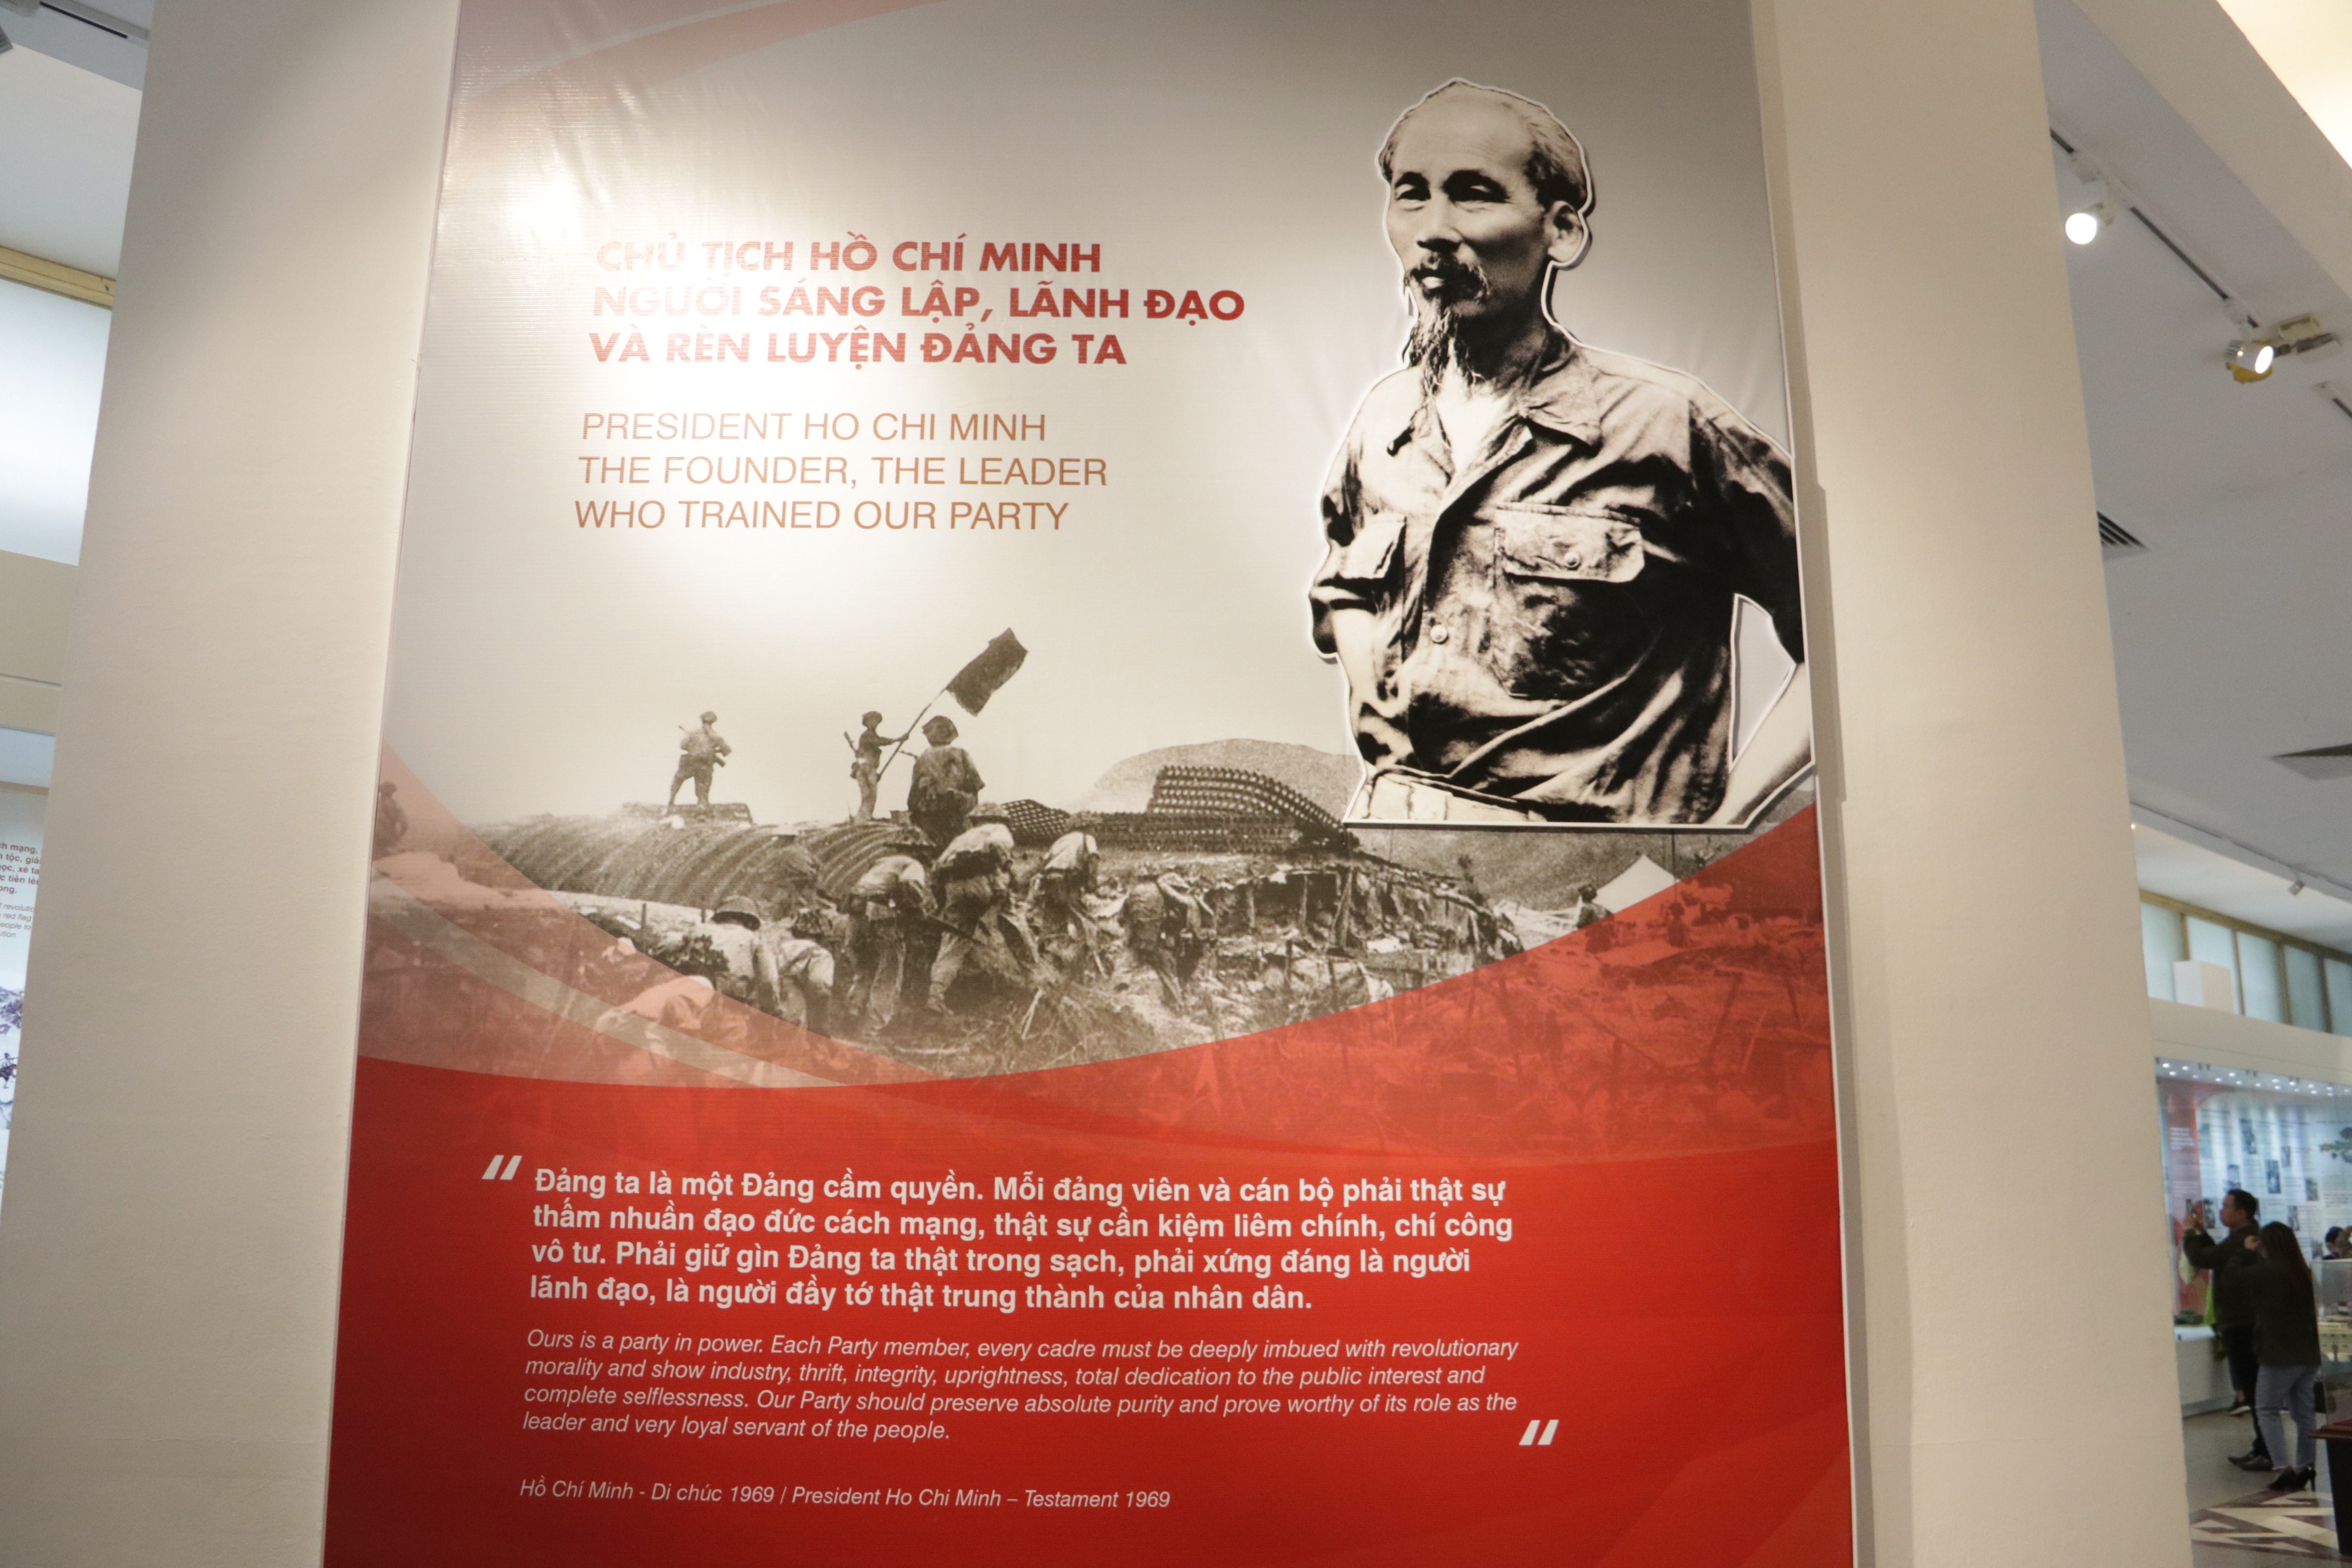 CHỦ TỊCH HỒ CHÍ MINH
NGƯỜI SÁNG LẬP, LÃNH ĐẠO
VÀ RÈN LUYỆN ĐẢNG TA
PRESIDENT HO CHI MINH
THE FOUNDER, THE LEADER
WHO TRAINED OUR PARTY
“ Đảng ta là một Đảng cầm quyền. Mỗi đảng viên và cán bộ phải thật sự
thấm nhuần đạo đức cách mạng, thật sự cần kiệm liêm chính, chí công
vô tư. Phải giữ gìn Đảng ta thật trong sạch, phải xứng đáng là người
lãnh đạo, là người đầy tớ thật trung thành của nhân dân.
Ours is a party in power. Each Party member, every cadre must be deeply imbued with revolutionary
morality and show industry, thrift, integrity, uprightness, total dedication to the public interest and
complete selflessness. Our Party should preserve absolute purity and prove worthy of its role as the
leader and very loyal servant of the people. ”
Hồ Chí Minh - Di chúc 1969 / President Ho Chi Minh – Testament 1969